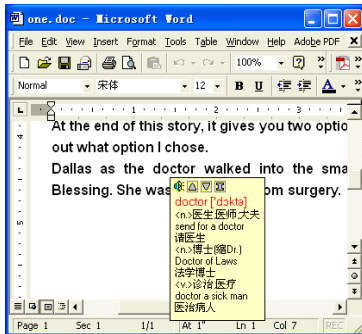 one.doc - Microsoft Word
File Edit View Insert Format Tools Table Window Help Adobe PDF
100%
Normal 宋体 12 B U A
1 2 3
At the end of this story, it gives you two optio
out what option I chose.
Dallas as the doctor walked into the sma
Blessing. She was om surgery.
doctor ['dɔktə]
<n.>医生,医师,大夫
send for a doctor
请医生
<n.>博士(缩Dr.)
Doctor of Laws
法学博士
<v.>诊治,医疗
doctor a sick man
医治病人
Page 1 Sec 1 1/1 At 1" Ln 1 Col 7 REC